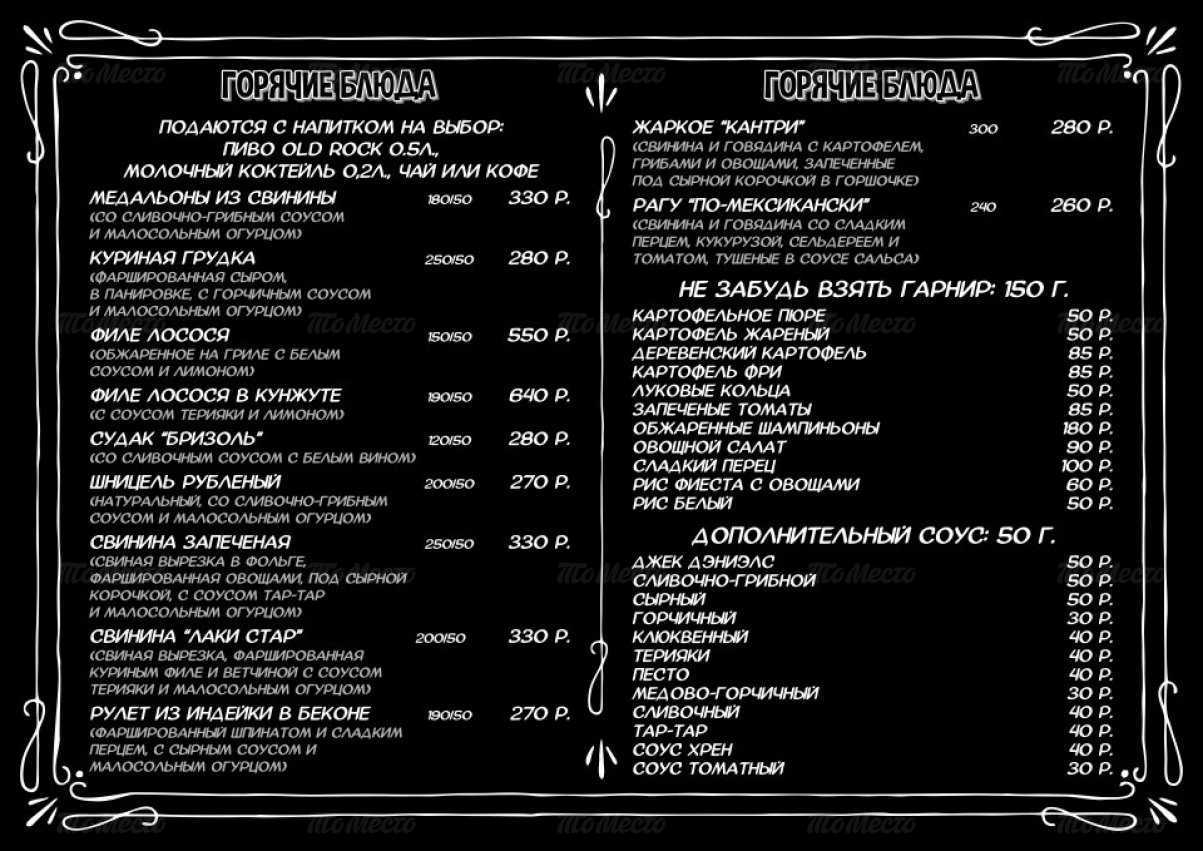 ГОРЯЧИЕ БЛЮДА
ПОДАЮТСЯ С НАПИТКОМ НА ВЫБОР:
ПИВО OLD ROCK 0.5Л.,
МОЛОЧНЫЙ КОКТЕЙЛЬ 0,2Л., ЧАЙ ИЛИ КОФЕ
МЕДАЛЬОНЫ ИЗ СВИНИНЫ 180/50 330 Р.
(СО СЛИВОЧНО-ГРИБНЫМ СОУСОМ
И МАЛОСОЛЬНЫМ ОГУРЦОМ)
КУРИНАЯ ГРУДКА 250/50 280 Р.
(ФАРШИРОВАННАЯ СЫРОМ,
В ПАНИРОВКЕ, С ГОРЧИЧНЫМ СОУСОМ
И МАЛОСОЛЬНЫМ ОГУРЦОМ)
ФИЛЕ ЛОСОСЯ 150/50 550 Р.
(ОБЖАРЕННОЕ НА ГРИЛЕ С БЕЛЫМ
СОУСОМ И ЛИМОНОМ)
ФИЛЕ ЛОСОСЯ В КУНЖУТЕ 190/50 640 Р.
(С СОУСОМ ТЕРИЯКИ И ЛИМОНОМ)
СУДАК "БРИЗОЛЬ" 120/50 280 Р.
(СО СЛИВОЧНЫМ СОУСОМ С БЕЛЫМ ВИНОМ)
ШНИЦЕЛЬ РУБЛЕНЫЙ 200/50 270 Р.
(НАТУРАЛЬНЫЙ, СО СЛИВОЧНО-ГРИБНЫМ
СОУСОМ И МАЛОСОЛЬНЫМ ОГУРЦОМ)
СВИНИНА ЗАПЕЧЕНАЯ 250/50 330 Р.
(СВИНАЯ ВЫРЕЗКА В ФОЛЬГЕ,
ФАРШИРОВАННАЯ ОВОЩАМИ, ПОД СЫРНОЙ
КОРОЧКОЙ, С СОУСОМ ТАР-ТАР
И МАЛОСОЛЬНЫМ ОГУРЦОМ)
СВИНИНА "ЛАКИ СТАР" 200/50 330 Р.
(СВИНАЯ ВЫРЕЗКА, ФАРШИРОВАННАЯ
КУРИНЫМ ФИЛЕ И ВЕТЧИНОЙ С СОУСОМ
ТЕРИЯКИ И МАЛОСОЛЬНЫМ ОГУРЦОМ)
РУЛЕТ ИЗ ИНДЕЙКИ В БЕКОНЕ 190/50 270 Р.
(ФАРШИРОВАННЫЙ ШПИНАТОМ И СЛАДКИМ
ПЕРЦЕМ, С СЫРНЫМ СОУСОМ И
МАЛОСОЛЬНЫМ ОГУРЦОМ)
ГОРЯЧИЕ БЛЮДА
ЖАРКОЕ "КАНТРИ" 300 280 Р.
(СВИНИНА И ГОВЯДИНА С КАРТОФЕЛЕМ,
ГРИБАМИ И ОВОЩАМИ, ЗАПЕЧЕННЫЕ
ПОД СЫРНОЙ КОРОЧКОЙ В ГОРШОЧКЕ)
РАГУ "ПО-МЕКСИКАНСКИ" 240 260 Р.
(СВИНИНА И ГОВЯДИНА СО СЛАДКИМ
ПЕРЦЕМ, КУКУРУЗОЙ, СЕЛЬДЕРЕЕМ И
ТОМАТОМ, ТУШЕНЫЕ В СОУСЕ САЛЬСА)
НЕ ЗАБУДЬ ВЗЯТЬ ГАРНИР: 150 Г.
КАРТОФЕЛЬНОЕ ПЮРЕ 50 Р.
КАРТОФЕЛЬ ЖАРЕНЫЙ 50 Р.
ДЕРЕВЕНСКИЙ КАРТОФЕЛЬ 85 Р.
КАРТОФЕЛЬ ФРИ 85 Р.
ЛУКОВЫЕ КОЛЬЦА 50 Р.
ЗАПЕЧЕНЫЕ ТОМАТЫ 85 Р.
ОБЖАРЕННЫЕ ШАМПИНЬОНЫ 180 Р.
ОВОЩНОЙ САЛАТ 90 Р.
СЛАДКИЙ ПЕРЕЦ 100 Р.
РИС ФИЕСТА С ОВОЩАМИ 60 Р.
РИС БЕЛЫЙ 50 Р.
ДОПОЛНИТЕЛЬНЫЙ СОУС: 50 Г.
ДЖЕК ДЭНИЭЛС 50 Р.
СЛИВОЧНО-ГРИБНОЙ 50 Р.
СЫРНЫЙ 50 Р.
ГОРЧИЧНЫЙ 30 Р.
КЛЮКВЕННЫЙ 40 Р.
ТЕРИЯКИ 40 Р.
ПЕСТО 40 Р.
МЕДОВО-ГОРЧИЧНЫЙ 30 Р.
СЛИВОЧНЫЙ 40 Р.
ТАР-ТАР 40 Р.
СОУС ХРЕН 40 Р.
СОУС ТОМАТНЫЙ 30 Р.